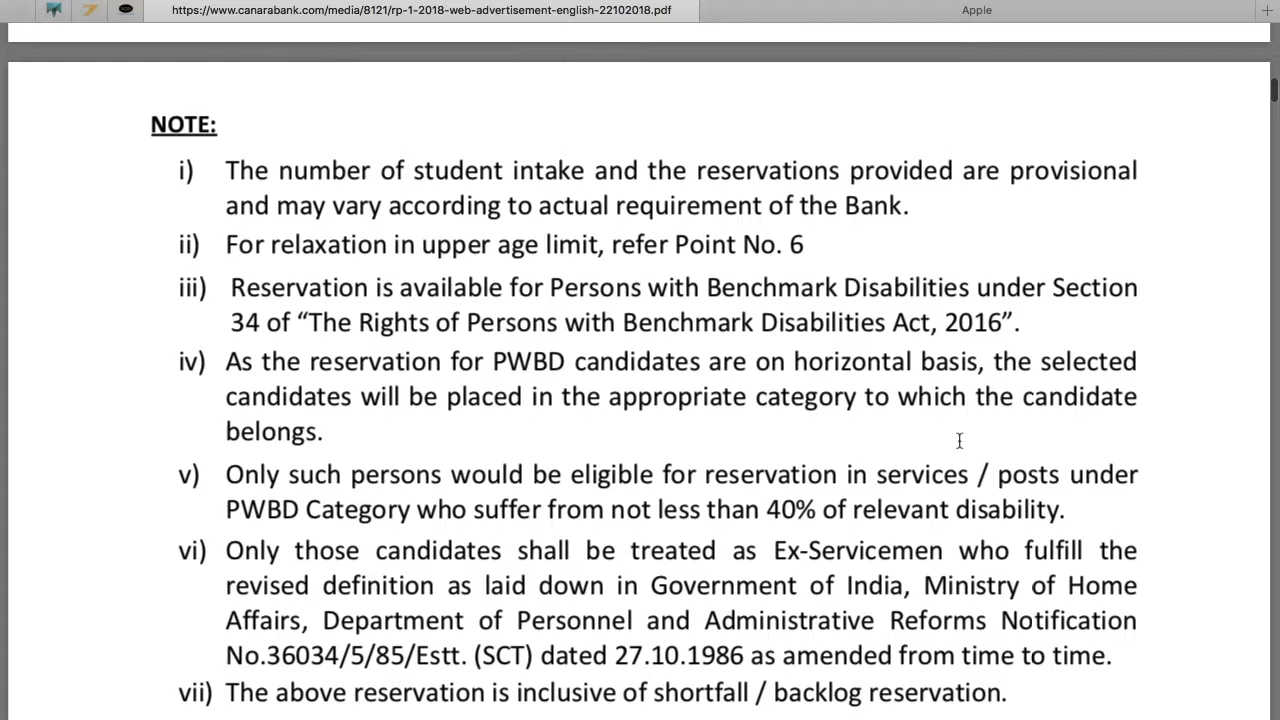 https://www.canarabank.com/media/8121/rp-1-2018-web-advertisement-english-22102018.pdf
Apple
NOTE:
i) The number of student intake and the reservations provided are provisional
and may vary according to actual requirement of the Bank.
ii) For relaxation in upper age limit, refer Point No. 6
iii) Reservation is available for Persons with Benchmark Disabilities under Section
34 of “The Rights of Persons with Benchmark Disabilities Act, 2016”.
iv) As the reservation for PWBD candidates are on horizontal basis, the selected
candidates will be placed in the appropriate category to which the candidate
belongs.
v) Only such persons would be eligible for reservation in services / posts under
PWBD Category who suffer from not less than 40% of relevant disability.
vi) Only those candidates shall be treated as Ex-Servicemen who fulfill the
revised definition as laid down in Government of India, Ministry of Home
Affairs, Department of Personnel and Administrative Reforms Notification
No.36034/5/85/Estt. (SCT) dated 27.10.1986 as amended from time to time.
vii) The above reservation is inclusive of shortfall / backlog reservation.